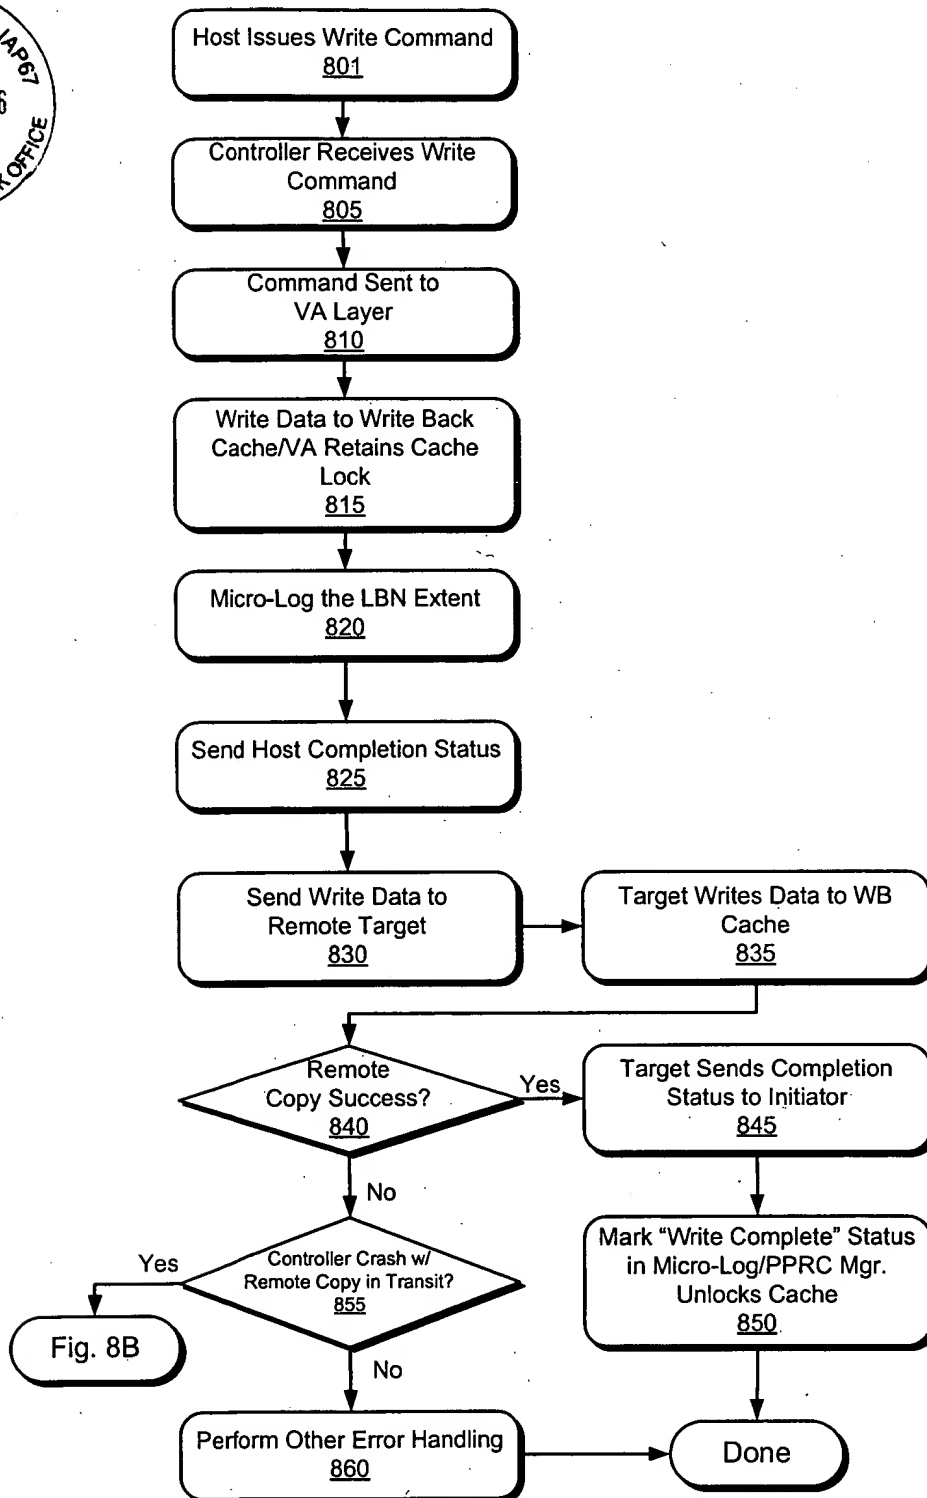 IAP67
6
OFFICE
Host Issues Write Command
801
Controller Receives Write
Command
805
Command Sent to
VA Layer
810
Write Data to Write Back
Cache/VA Retains Cache
Lock
815
Micro-Log the LBN Extent
820
Send Host Completion Status
825
Send Write Data to
Remote Target
830
Target Writes Data to WB
Cache
835
Remote
Copy Success?
840
Yes
Target Sends Completion
Status to Initiator
845
No
Controller Crash w/
Remote Copy in Transit?
855
Yes
Mark “Write Complete” Status
in Micro-Log/PPRC Mgr.
Unlocks Cache
850
Fig. 8B
No
Perform Other Error Handling
860
Done